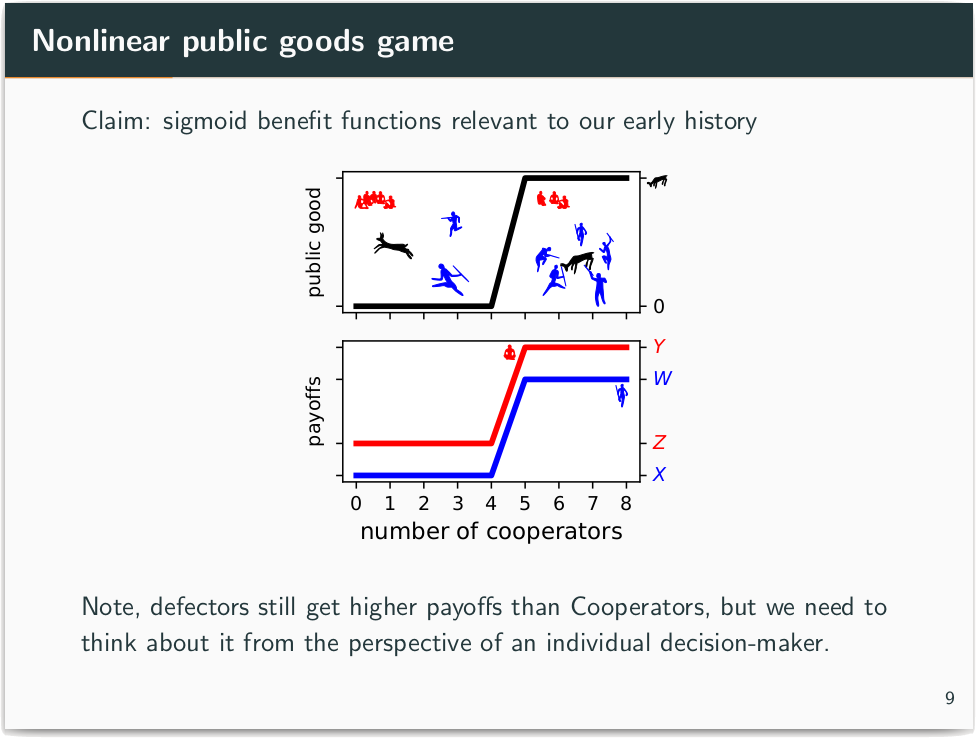 Nonlinear public goods game
Claim: sigmoid benefit functions relevant to our early history
public good
0
payoffs
Y
W
Z
X
0 1 2 3 4 5 6 7 8
number of cooperators
Note, defectors still get higher payoffs than Cooperators, but we need to
think about it from the perspective of an individual decision-maker.
9